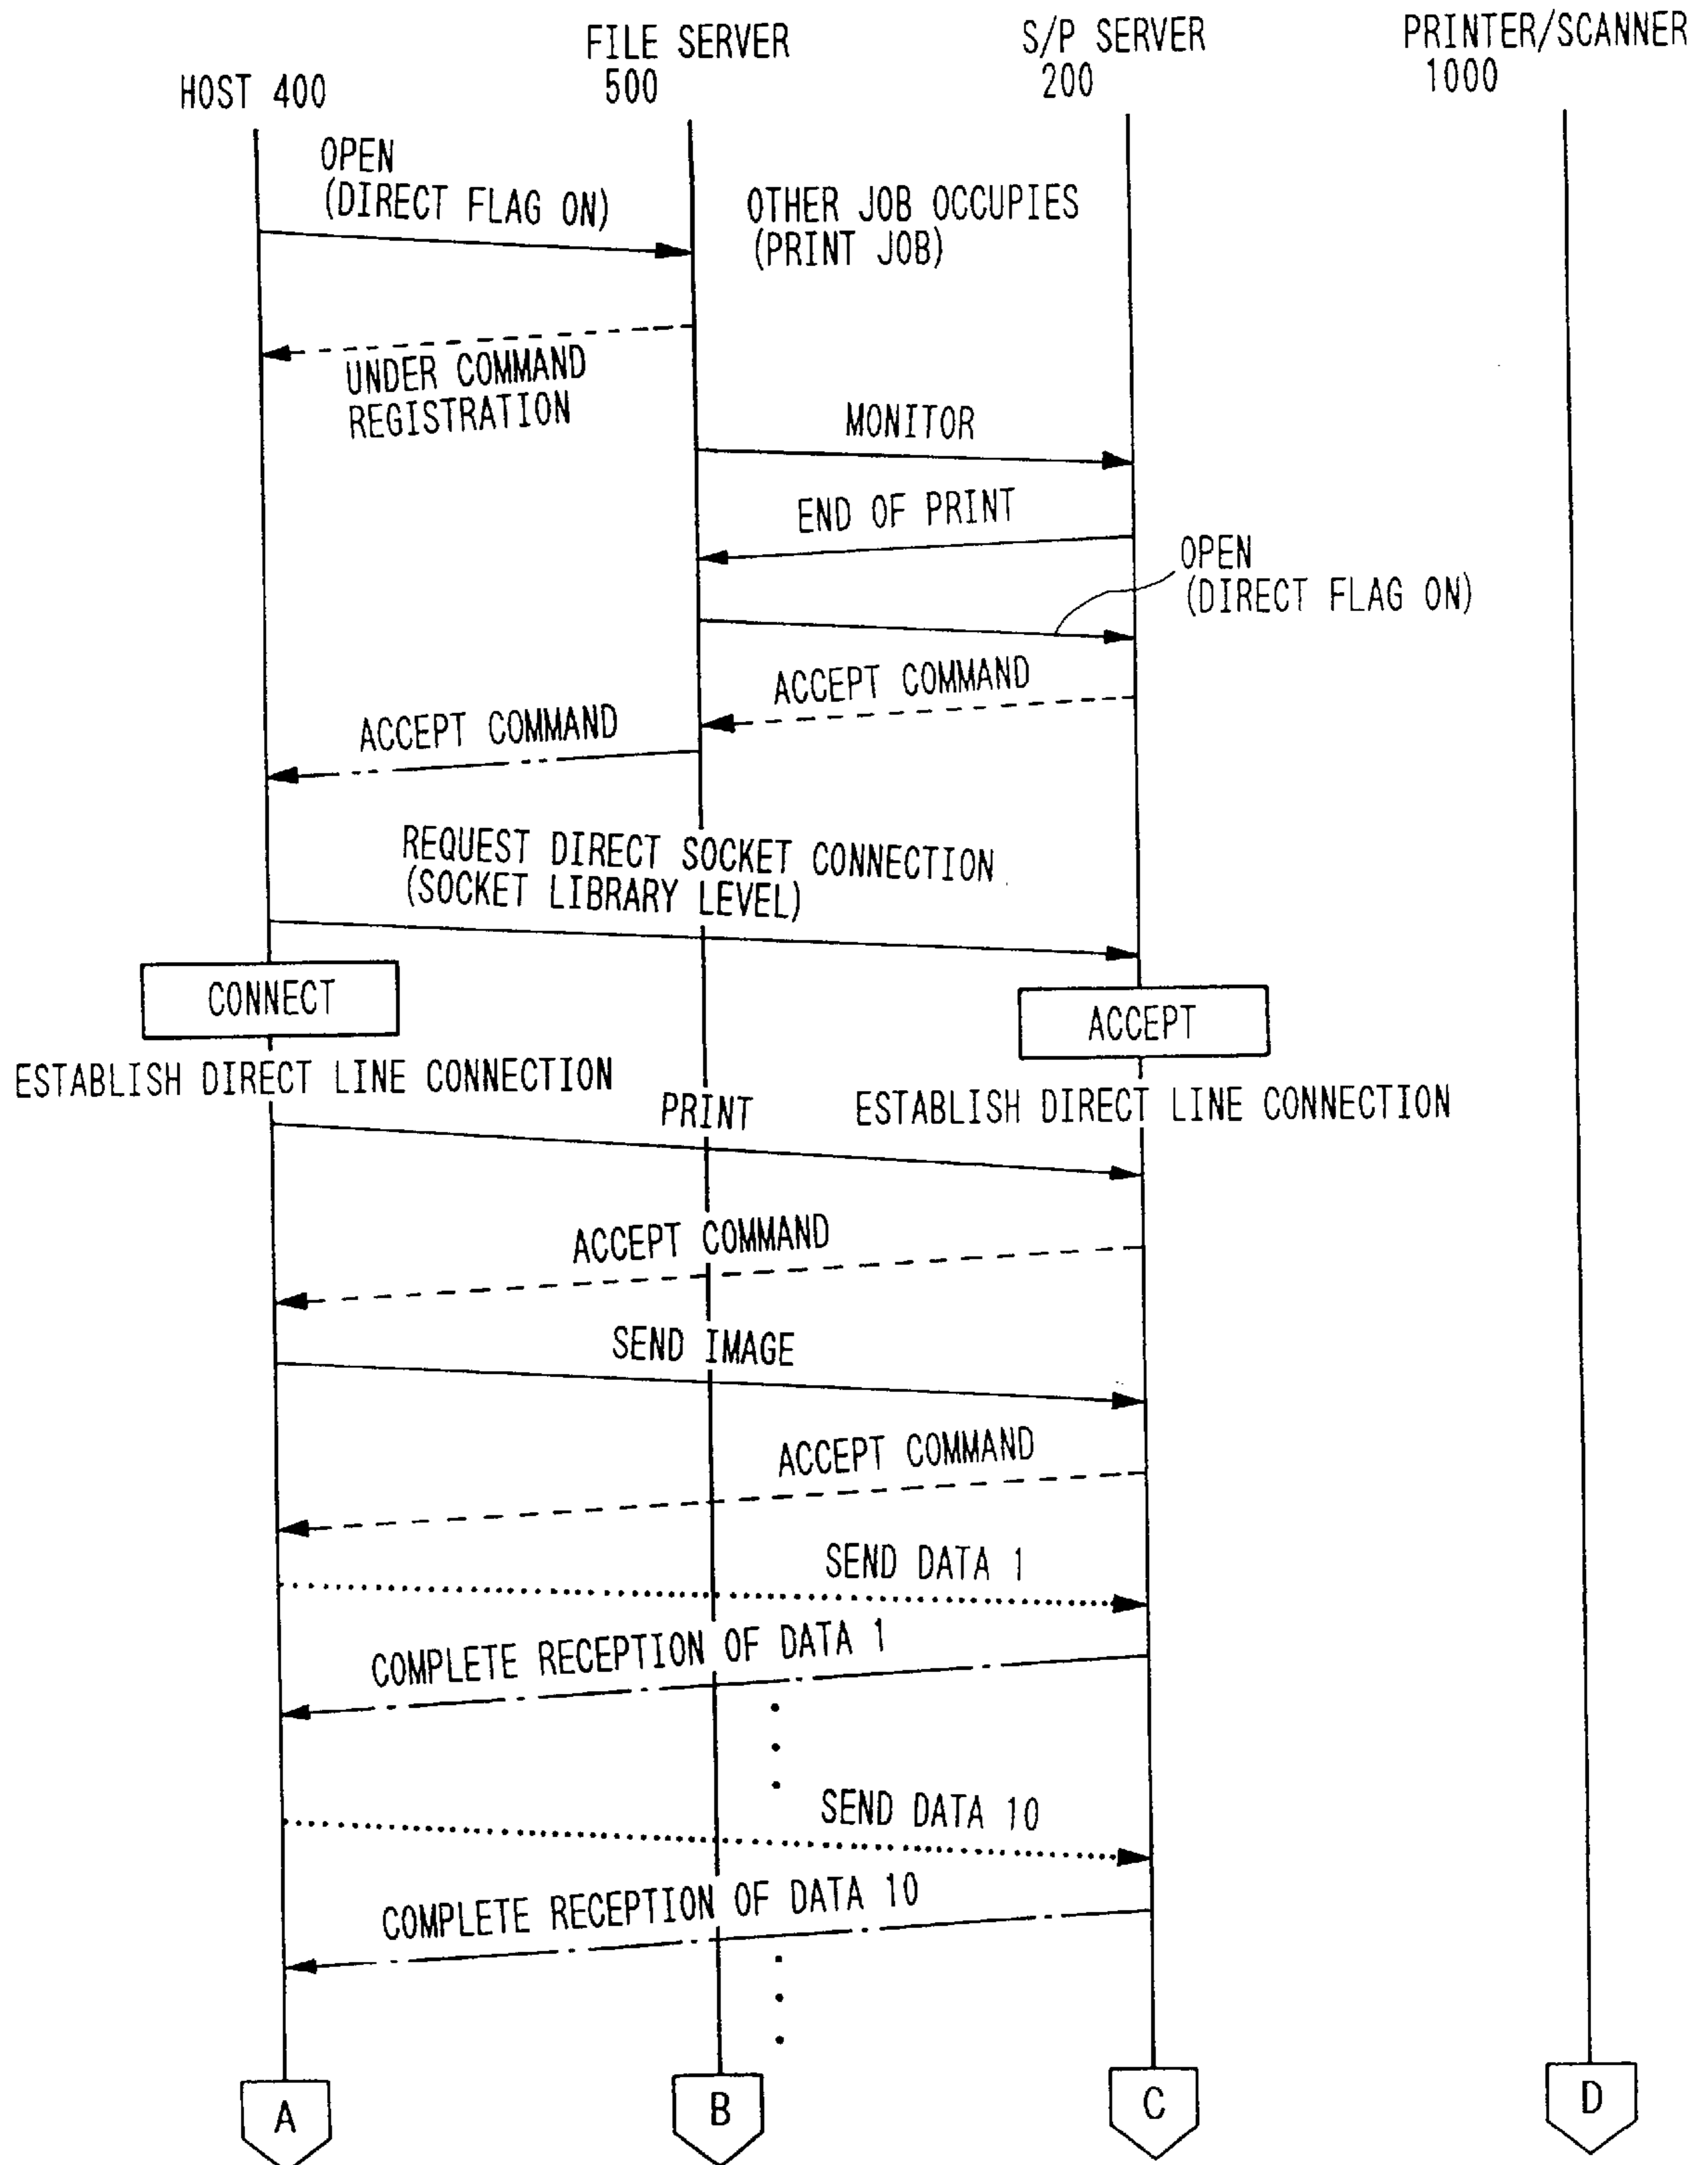 FILE SERVER
500
S/P SERVER
200
PRINTER/SCANNER
1000
HOST 400
OPEN
(DIRECT FLAG ON)
OTHER JOB OCCUPIES
(PRINT JOB)
UNDER COMMAND
REGISTRATION
MONITOR
END OF PRINT
OPEN
(DIRECT FLAG ON)
ACCEPT COMMAND
ACCEPT COMMAND
REQUEST DIRECT SOCKET CONNECTION
(SOCKET LIBRARY LEVEL)
CONNECT
ACCEPT
ESTABLISH DIRECT LINE CONNECTION
PRINT
ESTABLISH DIRECT LINE CONNECTION
ACCEPT COMMAND
SEND IMAGE
ACCEPT COMMAND
SEND DATA 1
COMPLETE RECEPTION OF DATA 1
SEND DATA 10
COMPLETE RECEPTION OF DATA 10
A
B
C
D